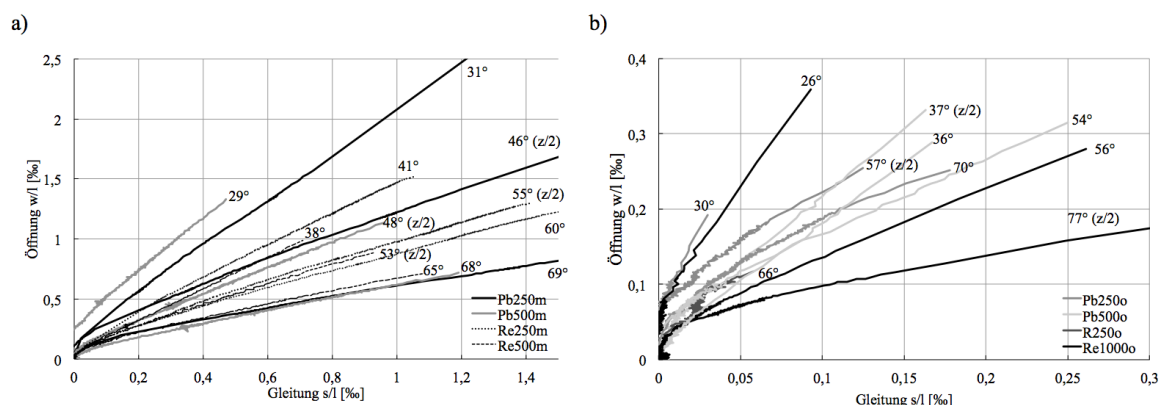 a)
Öffnung w/l [‰]
2,5
2
1,5
1
0,5
0
0
0,2
0,4
0,6
0,8
1
1,2
1,4
Gleitung s/l [‰]
31°
46° (z/2)
41°
29°
55° (z/2)
48° (z/2)
38°
60°
53° (z/2)
65°
68°
69°
Pb250m
Pb500m
Re250m
Re500m
b)
Öffnung w/l [‰]
0,4
0,3
0,2
0,1
0
0
0,05
0,1
0,15
0,2
0,25
0,3
Gleitung s/l [‰]
26°
37° (z/2)
54°
36°
57° (z/2)
70°
56°
30°
77° (z/2)
66°
Pb250o
Pb500o
R250o
Re1000o